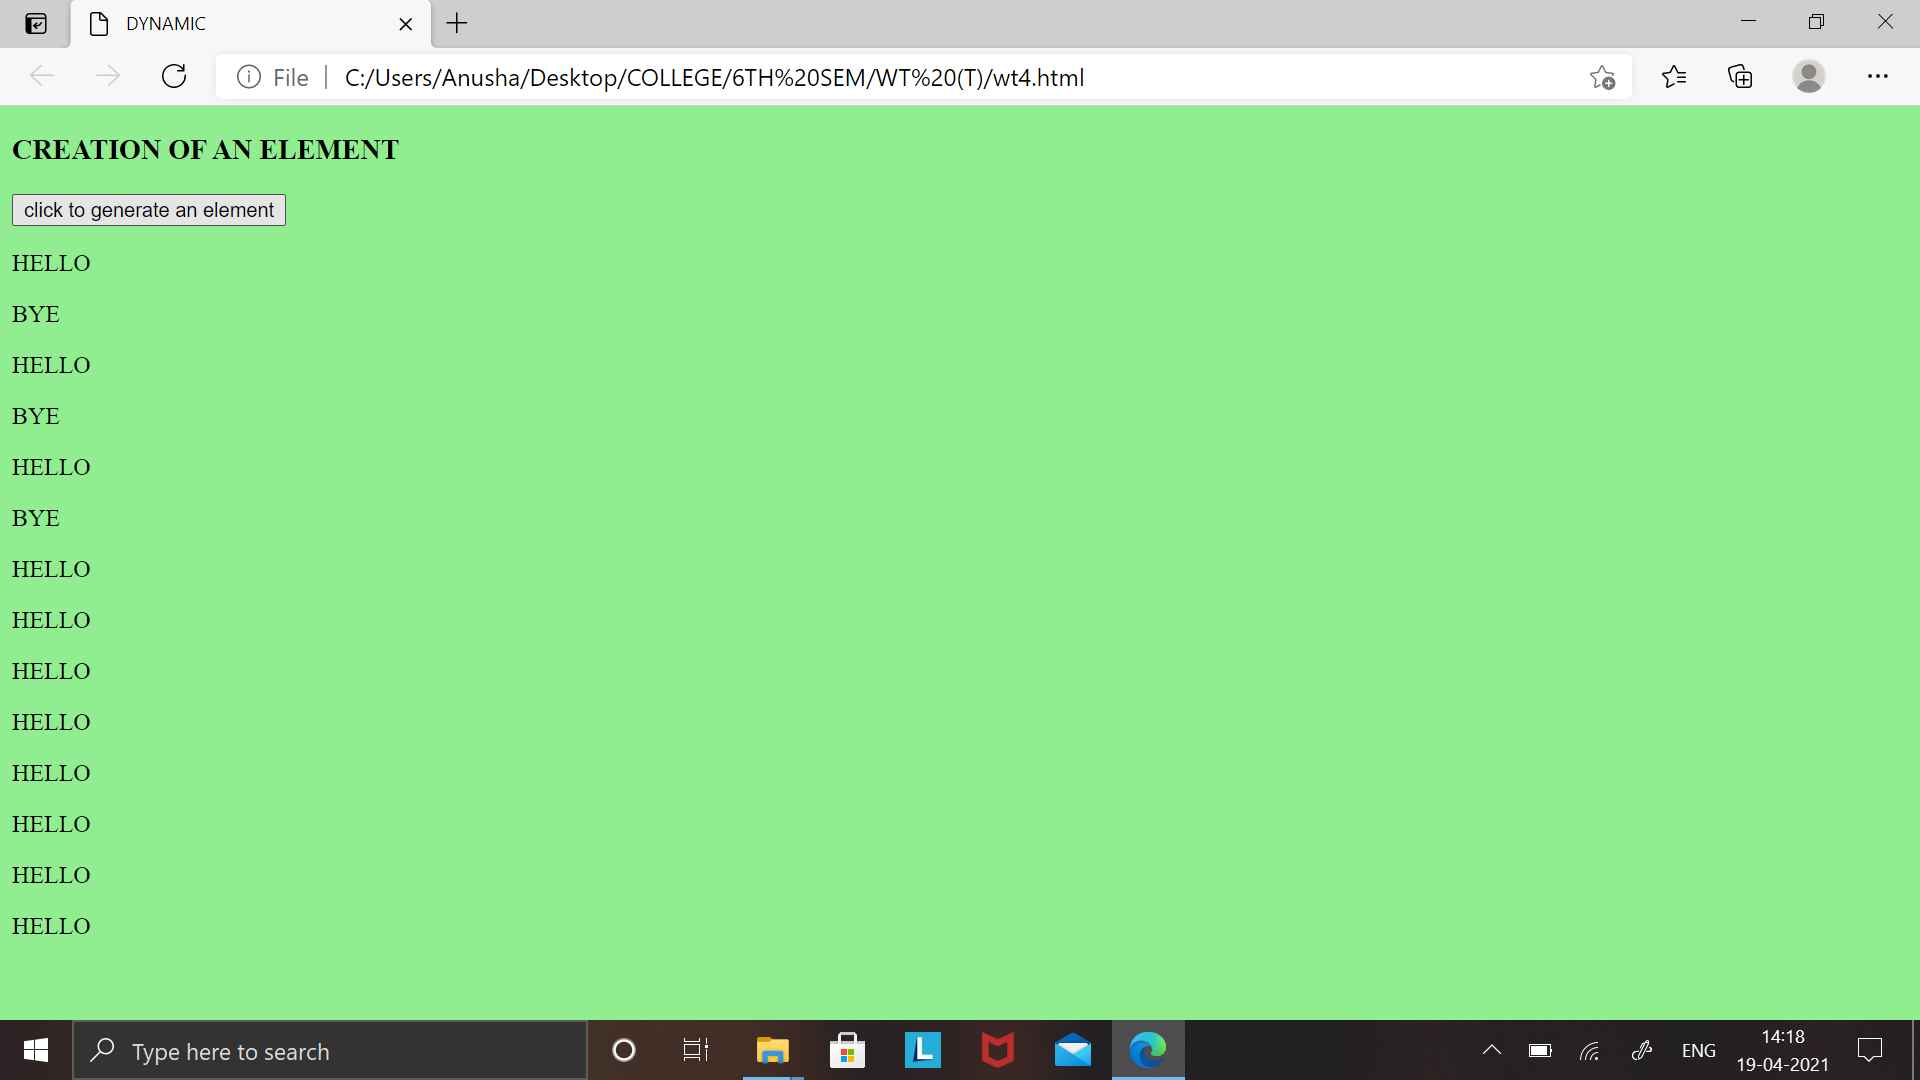 DYNAMIC
File
C:/Users/Anusha/Desktop/COLLEGE/6TH%20SEM/WT%20(T)/wt4.html
CREATION OF AN ELEMENT
click to generate an element
HELLO
BYE
HELLO
BYE
HELLO
BYE
HELLO
HELLO
HELLO
HELLO
HELLO
HELLO
HELLO
HELLO
Type here to search
L
ENG
14:18
19-04-2021